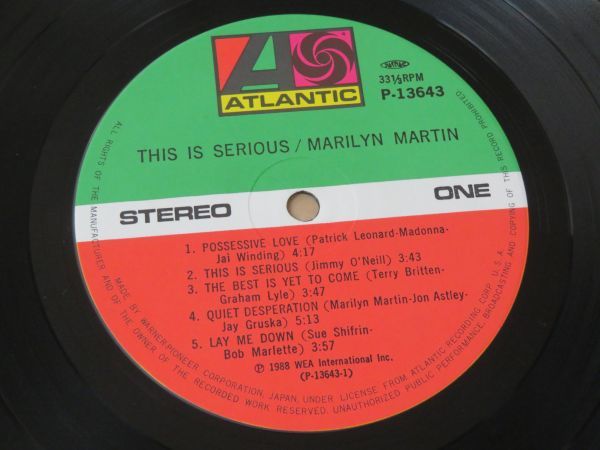 ATLANTIC
33⅓RPM
P-13643
THIS IS SERIOUS / MARILYN MARTIN
STEREO
ONE
1. POSSESSIVE LOVE (Patrick Leonard-Madonna-
Jai Winding) 4:17
2. THIS IS SERIOUS (Jimmy O'Neill) 3:43
3. THE BEST IS YET TO COME (Terry Britten-
Graham Lyle) 3:47
4. QUIET DESPERATION (Marilyn Martin-Jon Astley-
Jay Gruska) 5:13
5. LAY ME DOWN (Sue Shifrin-
Bob Marlette) 3:57
℗ 1988 WEA International Inc.
(P-13643-1)
MADE BY WARNER-PIONEER CORPORATION, JAPAN, UNDER LICENSE FROM ATLANTIC RECORDING CORP. U.S.A.
ALL RIGHTS OF THE MANUFACTURER AND OF THE OWNER OF THE RECORDED WORK RESERVED. UNAUTHORIZED PUBLIC PERFORMANCE, BROADCASTING AND COPYING OF THIS RECORD PROHIBITED